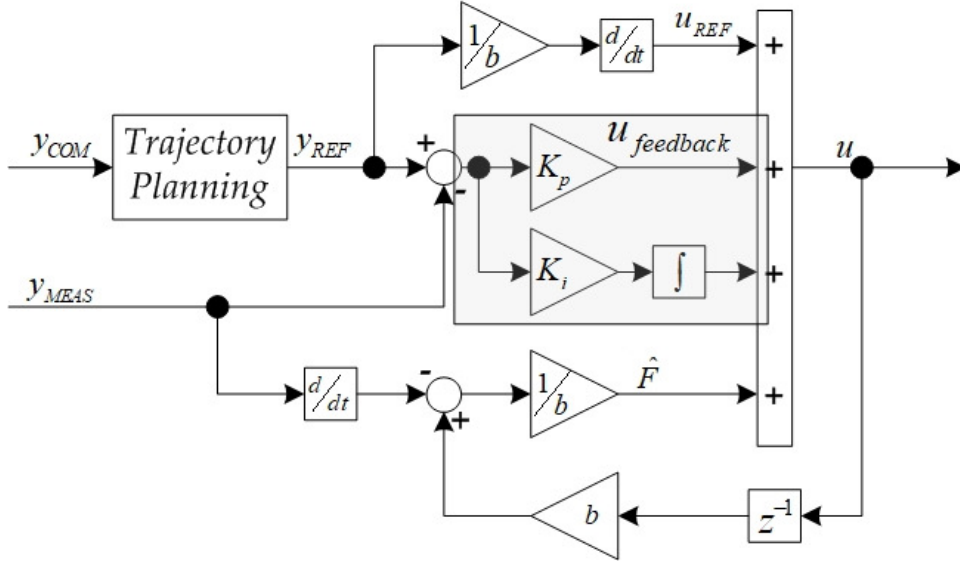 1/b
d/dt
u_REF
+
y_COM
Trajectory
Planning
y_REF
+
-
K_p
u_feedback
+
u
y_MEAS
K_i
∫
+
d/dt
-
+
1/b
F̂
+
b
z⁻¹